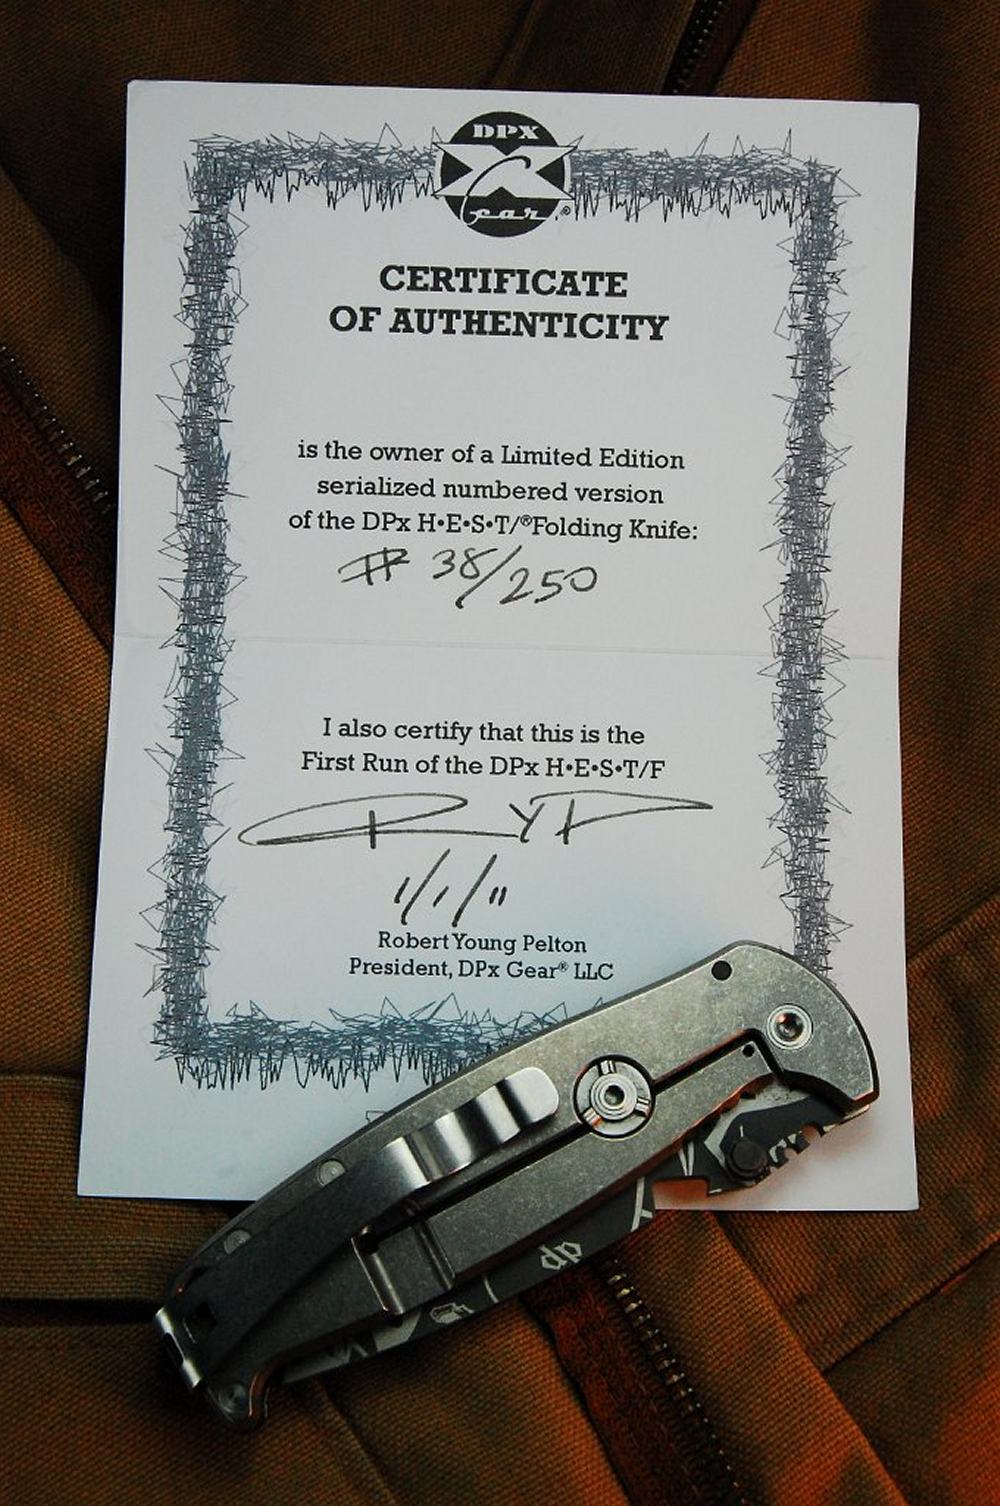 DPX
Gear®
CERTIFICATE
OF AUTHENTICITY
is the owner of a Limited Edition
serialized numbered version
of the DPx H•E•S•T/®Folding Knife:
# 38/250
I also certify that this is the
First Run of the DPx H•E•S•T/F
RYP
1/1/11
Robert Young Pelton
President, DPx Gear® LLC
dp